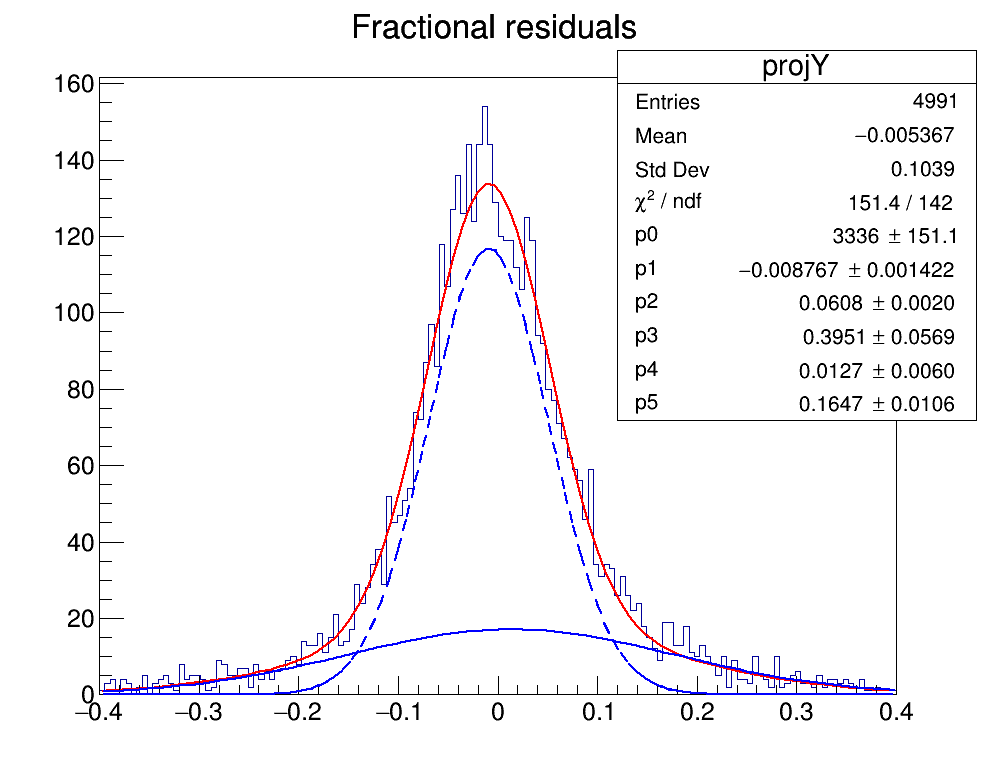 Fractional residuals
projY
Entries 4991
Mean −0.005367
Std Dev 0.1039
χ² / ndf 151.4 / 142
p0 3336 ± 151.1
p1 −0.008767 ± 0.001422
p2 0.0608 ± 0.0020
p3 0.3951 ± 0.0569
p4 0.0127 ± 0.0060
p5 0.1647 ± 0.0106
160
140
120
100
80
60
40
20
0
−0.4 −0.3 −0.2 −0.1 0 0.1 0.2 0.3 0.4